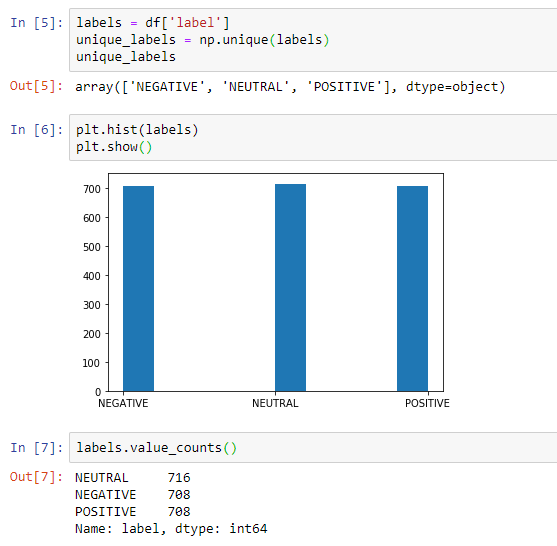 In [5]: labels = df['label']
unique_labels = np.unique(labels)
unique_labels
Out[5]: array(['NEGATIVE', 'NEUTRAL', 'POSITIVE'], dtype=object)
In [6]: plt.hist(labels)
plt.show()
700
600
500
400
300
200
100
0
NEGATIVE NEUTRAL POSITIVE
In [7]: labels.value_counts()
Out[7]: NEUTRAL 716
NEGATIVE 708
POSITIVE 708
Name: label, dtype: int64